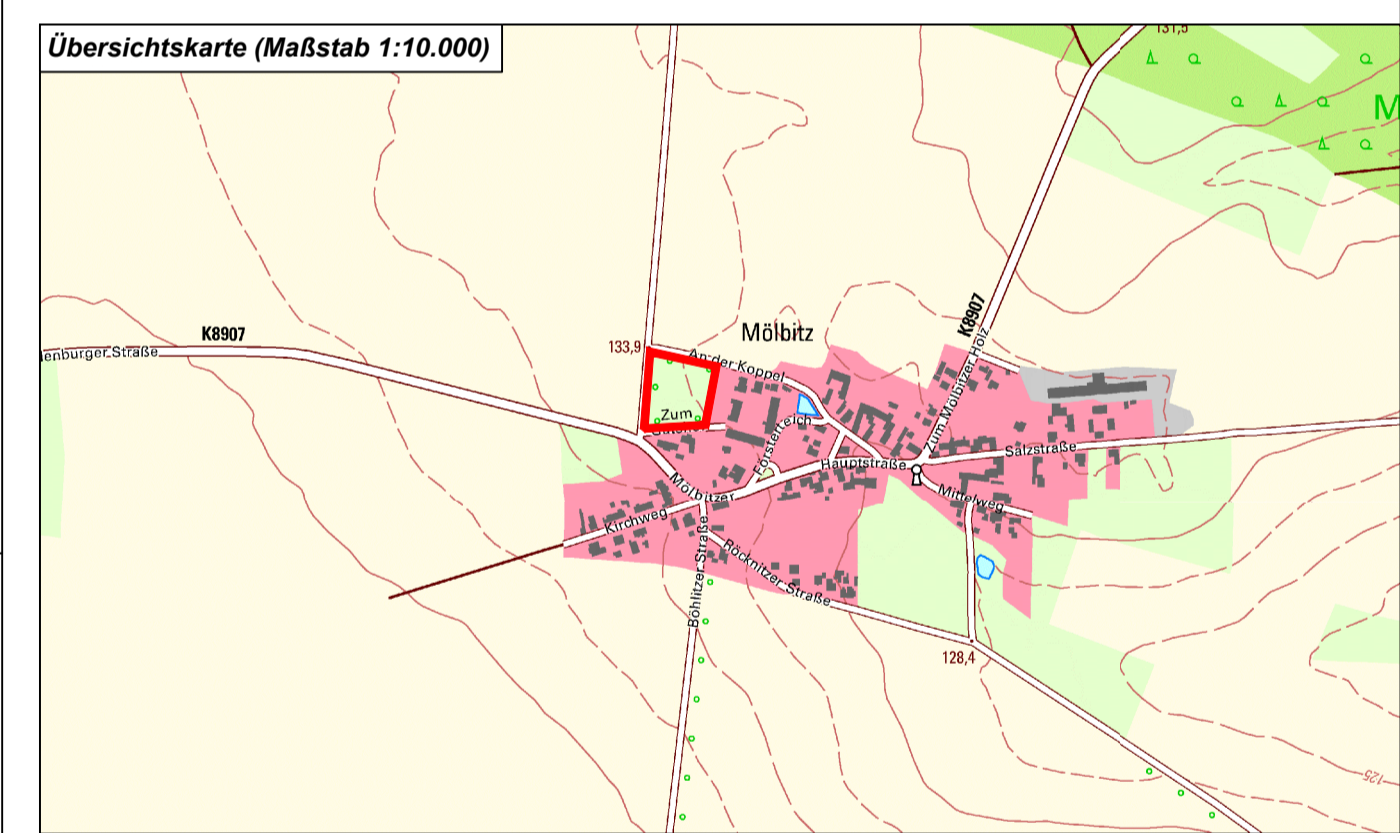 Übersichtskarte (Maßstab 1:10.000)
131,5
M
K8907
enburger Straße
133,9
Mölbitz
K8907
An der Koppel
Zum Mölbitzer Holz
Zum
Försterteich
Hauptstraße
Salzstraße
Mölbitzer
Mittelweg
Kirchweg
Böhlitzer Straße
Röcknitzer Straße
128,4
125